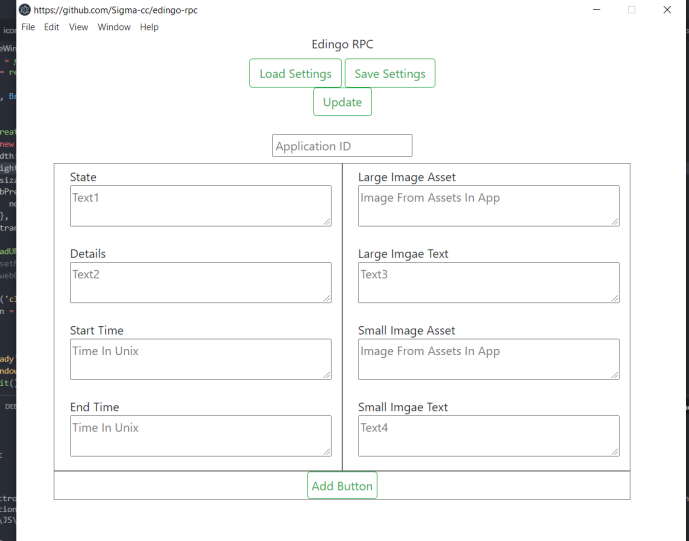 https://github.com/Sigma-cc/edingo-rpc
File Edit View Window Help
Edingo RPC
Load Settings Save Settings
Update
Application ID
State
Text1
Details
Text2
Start Time
Time In Unix
End Time
Time In Unix
Large Image Asset
Image From Assets In App
Large Imgae Text
Text3
Small Image Asset
Image From Assets In App
Small Imgae Text
Text4
Add Button